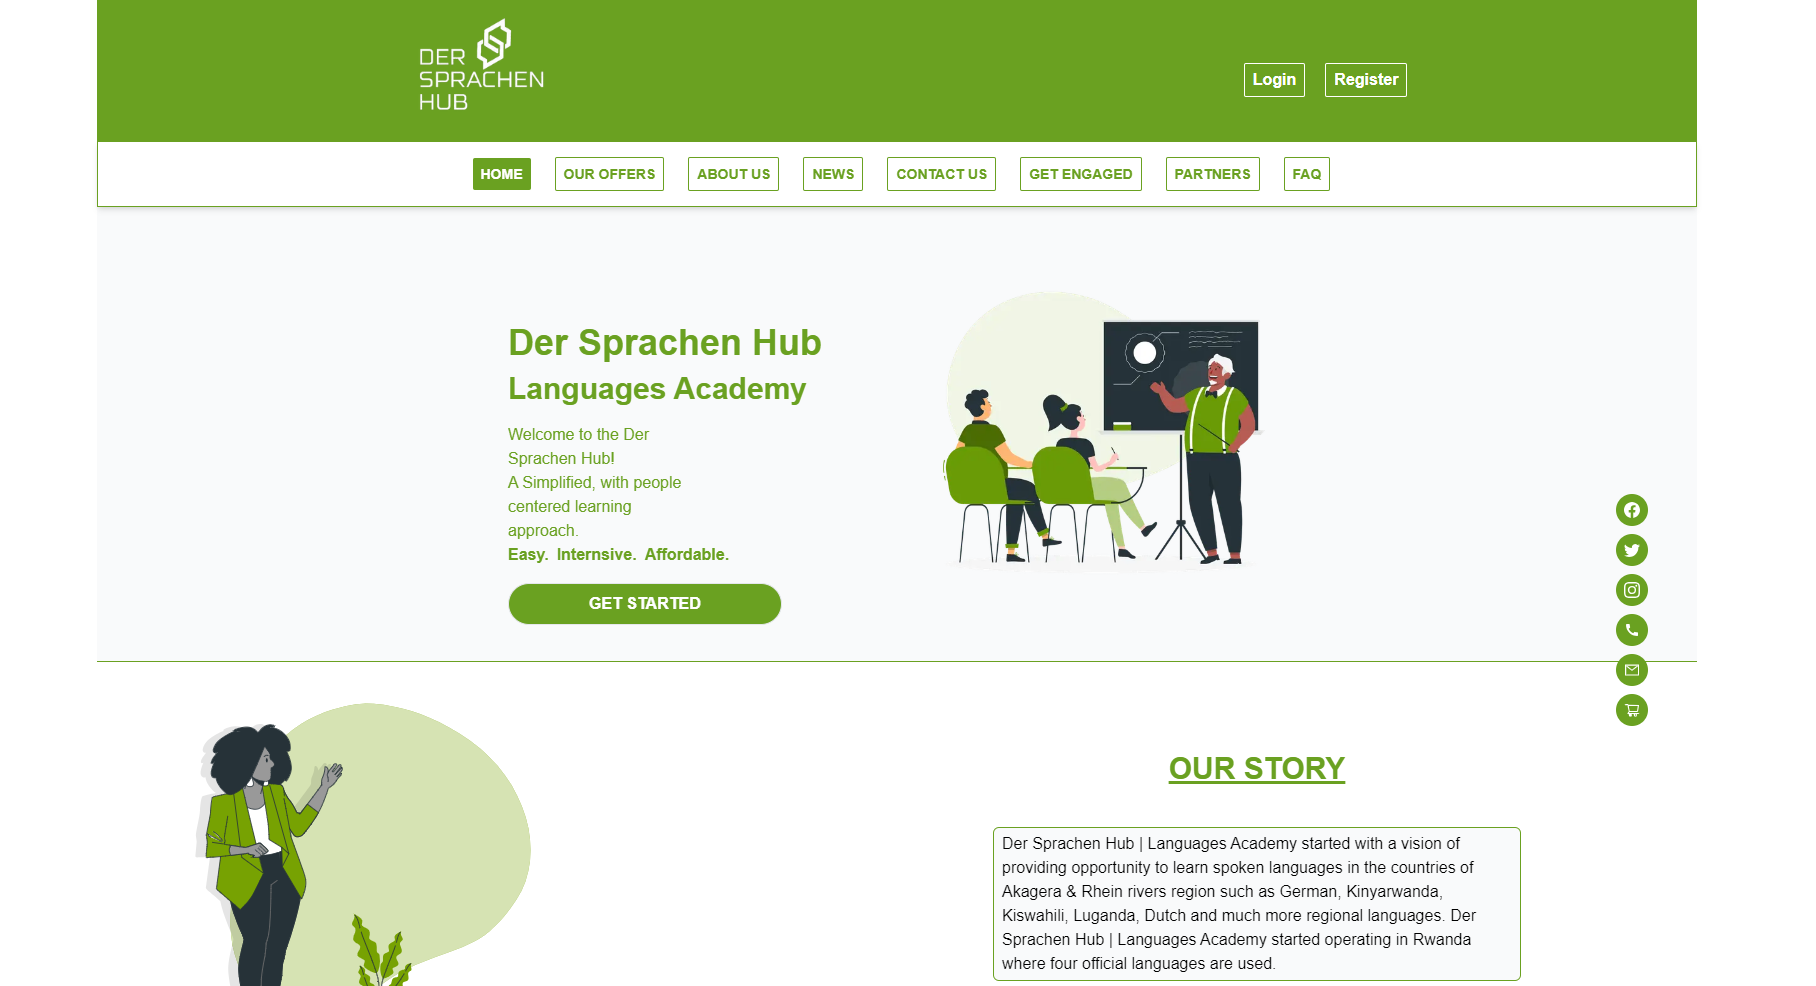 DER
SPRACHEN
HUB
Login
Register
HOME
OUR OFFERS
ABOUT US
NEWS
CONTACT US
GET ENGAGED
PARTNERS
FAQ
Der Sprachen Hub
Languages Academy
Welcome to the Der
Sprachen Hub!
A Simplified, with people
centered learning
approach.
Easy. Internsive. Affordable.
GET STARTED
OUR STORY
Der Sprachen Hub | Languages Academy started with a vision of
providing opportunity to learn spoken languages in the countries of
Akagera & Rhein rivers region such as German, Kinyarwanda,
Kiswahili, Luganda, Dutch and much more regional languages. Der
Sprachen Hub | Languages Academy started operating in Rwanda
where four official languages are used.